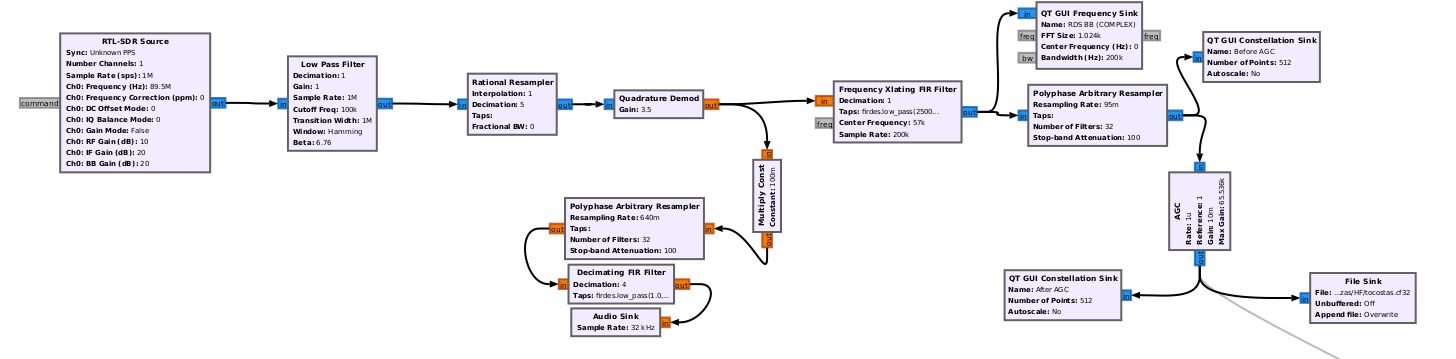 RTL-SDR Source
Sync: Unknown PPS
Number Channels: 1
Sample Rate (sps): 1M
Ch0: Frequency (Hz): 89.5M
Ch0: Frequency Correction (ppm): 0
Ch0: DC Offset Mode: 0
Ch0: IQ Balance Mode: 0
Ch0: Gain Mode: False
Ch0: RF Gain (dB): 10
Ch0: IF Gain (dB): 20
Ch0: BB Gain (dB): 20
command
out
in
Low Pass Filter
Decimation: 1
Gain: 1
Sample Rate: 1M
Cutoff Freq: 100k
Transition Width: 1M
Window: Hamming
Beta: 6.76
out
in
Rational Resampler
Interpolation: 1
Decimation: 5
Taps:
Fractional BW: 0
out
in
Quadrature Demod
Gain: 3.5
out
in
freq
Frequency Xlating FIR Filter
Decimation: 1
Taps: firdes.low_pass(2500...
Center Frequency: 57k
Sample Rate: 200k
out
in
freq
bw
QT GUI Frequency Sink
Name: RDS BB (COMPLEX)
FFT Size: 1.024k
Center Frequency (Hz): 0
Bandwidth (Hz): 200k
freq
in
Polyphase Arbitrary Resampler
Resampling Rate: 95m
Taps:
Number of Filters: 32
Stop-band Attenuation: 100
out
in
QT GUI Constellation Sink
Name: Before AGC
Number of Points: 512
Autoscale: No
in
Multiply Const
Constant: 100m
out
in
Polyphase Arbitrary Resampler
Resampling Rate: 640m
Taps:
Number of Filters: 32
Stop-band Attenuation: 100
out
in
Decimating FIR Filter
Decimation: 4
Taps: firdes.low_pass(1.0,...
out
Audio Sink
Sample Rate: 32 kHz
in
in
AGC
Rate: 1u
Reference: 1
Gain: 10m
Max Gain: 65.536k
out
QT GUI Constellation Sink
Name: After AGC
Number of Points: 512
Autoscale: No
in
in
File Sink
File: ...zas/HF/tocostas.cf32
Unbuffered: Off
Append file: Overwrite